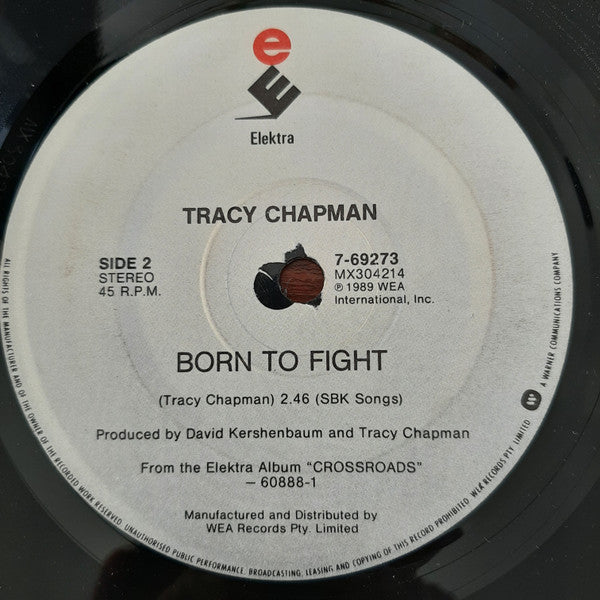 e
E
Elektra
TRACY CHAPMAN
SIDE 2
STEREO
45 R.P.M.
7-69273
MX304214
℗ 1989 WEA
International, Inc.
BORN TO FIGHT
(Tracy Chapman) 2.46 (SBK Songs)
Produced by David Kershenbaum and Tracy Chapman
From the Elektra Album "CROSSROADS"
– 60888-1
Manufactured and Distributed by
WEA Records Pty. Limited
ALL RIGHTS OF THE MANUFACTURER AND OF THE OWNER OF THE RECORDED WORK RESERVED. UNAUTHORISED PUBLIC PERFORMANCE, BROADCASTING, LEASING AND COPYING OF THIS RECORD PROHIBITED. WEA RECORDS PTY. LIMITED
A WARNER COMMUNICATIONS COMPANY